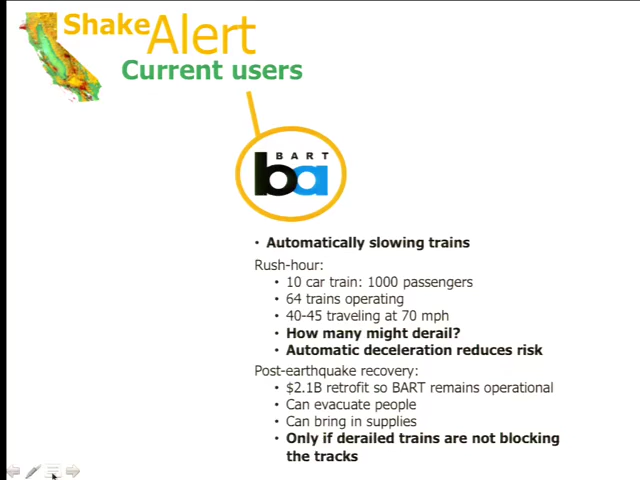 ShakeAlert
Current users
BART
ba
• Automatically slowing trains
Rush-hour:
• 10 car train: 1000 passengers
• 64 trains operating
• 40-45 traveling at 70 mph
• How many might derail?
• Automatic deceleration reduces risk
Post-earthquake recovery:
• $2.1B retrofit so BART remains operational
• Can evacuate people
• Can bring in supplies
• Only if derailed trains are not blocking
the tracks